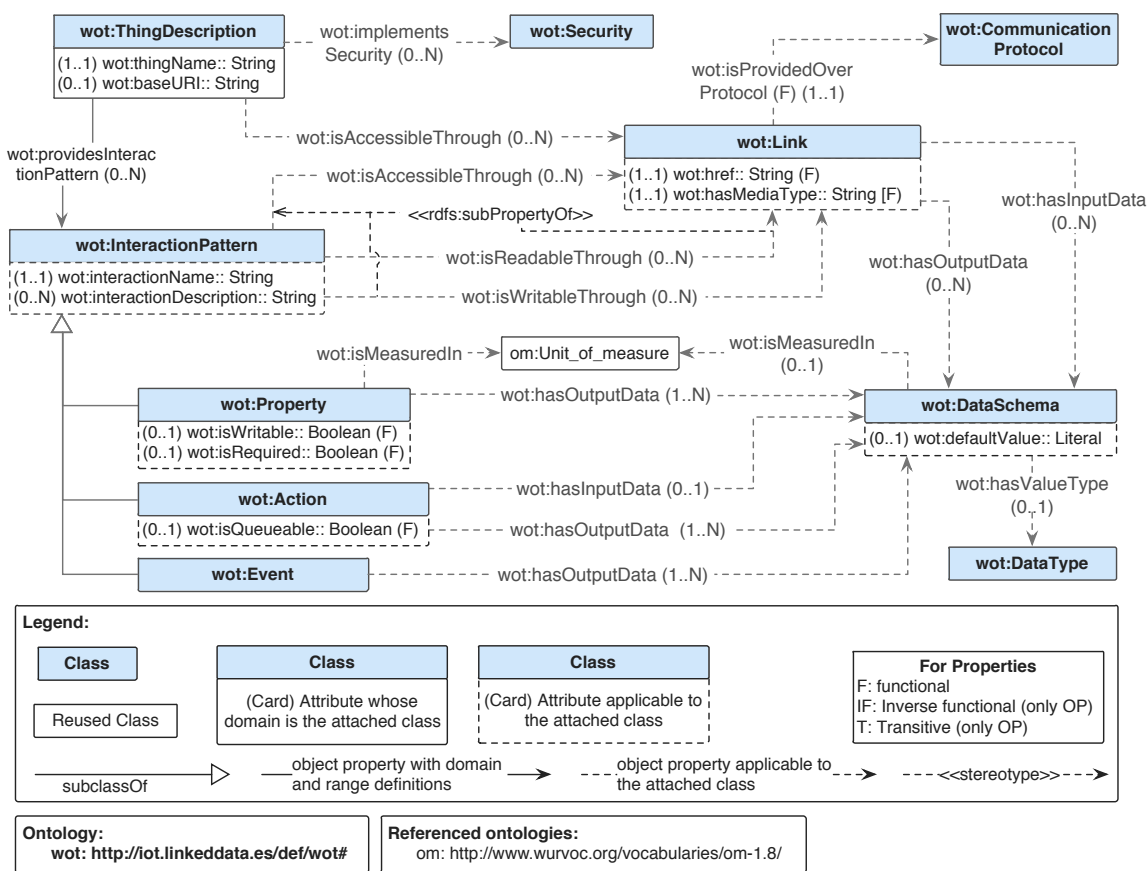 wot:ThingDescription
(1..1) wot:thingName:: String
(0..1) wot:baseURI:: String
wot:implements
Security (0..N)
wot:Security
wot:Communication
Protocol
wot:isProvidedOver
Protocol (F) (1..1)
wot:isAccessibleThrough (0..N)
wot:Link
(1..1) wot:href:: String (F)
(1..1) wot:hasMediaType:: String [F)
wot:providesInterac
tionPattern (0..N)
wot:isAccessibleThrough (0..N)
<<rdfs:subPropertyOf>>
wot:hasInputData
(0..N)
wot:InteractionPattern
(1..1) wot:interactionName:: String
(0..N) wot:interactionDescription:: String
wot:isReadableThrough (0..N)
wot:isWritableThrough (0..N)
wot:hasOutputData
(0..N)
wot:isMeasuredIn
om:Unit_of_measure
wot:isMeasuredIn
(0..1)
wot:Property
(0..1) wot:isWritable:: Boolean (F)
(0..1) wot:isRequired:: Boolean (F)
wot:hasOutputData (1..N)
wot:DataSchema
(0..1) wot:defaultValue:: Literal
wot:Action
(0..1) wot:isQueueable:: Boolean (F)
wot:hasInputData (0..1)
wot:hasOutputData (1..N)
wot:hasValueType
(0..1)
wot:Event
wot:hasOutputData (1..N)
wot:DataType
Legend:
Class
Reused Class
Class
(Card) Attribute whose
domain is the attached class
Class
(Card) Attribute applicable to
the attached class
For Properties
F: functional
IF: Inverse functional (only OP)
T: Transitive (only OP)
subclassOf
object property with domain
and range definitions
object property applicable to
the attached class
<<stereotype>>
Ontology:
wot: http://iot.linkeddata.es/def/wot#
Referenced ontologies:
om: http://www.wurvoc.org/vocabularies/om-1.8/